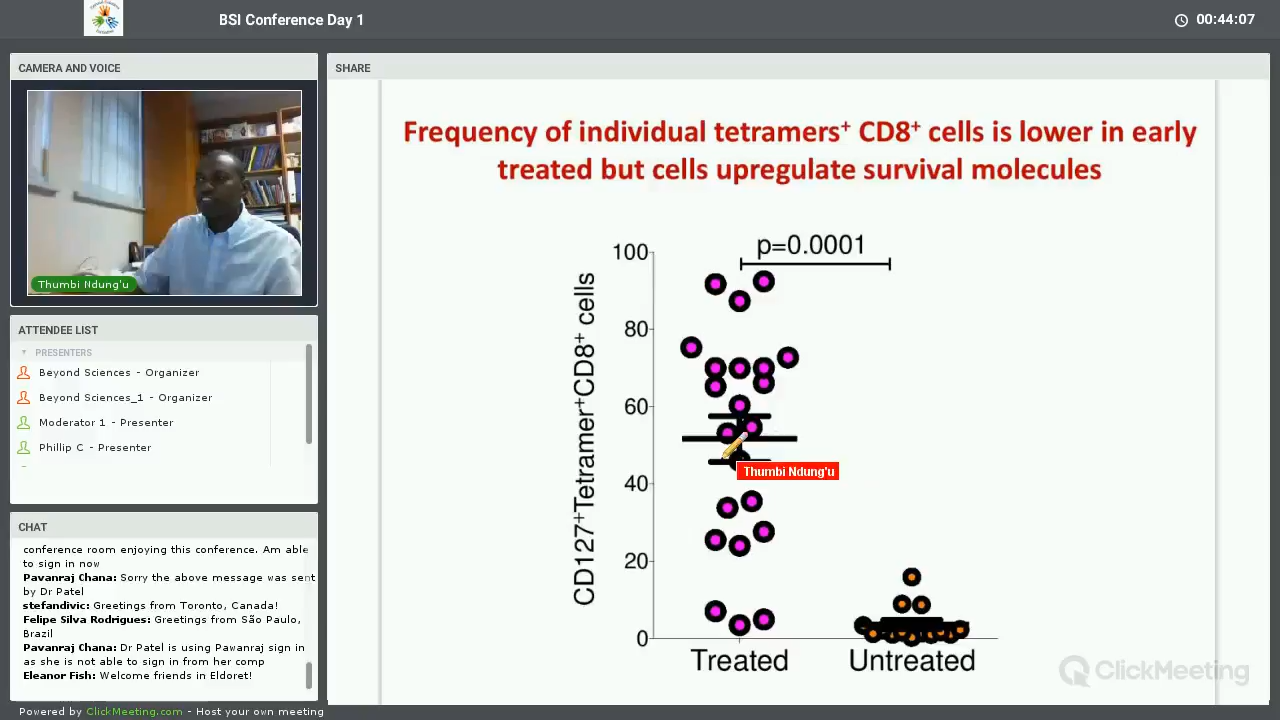 BSI Conference Day 1
00:44:07
CAMERA AND VOICE
Thumbi Ndung'u
ATTENDEE LIST
PRESENTERS
Beyond Sciences - Organizer
Beyond Sciences_1 - Organizer
Moderator 1 - Presenter
Phillip C - Presenter
CHAT
conference room enjoying this conference. Am able
to sign in now
Pavanraj Chana: Sorry the above message was sent
by Dr Patel
stefandivic: Greetings from Toronto, Canada!
Felipe Silva Rodrigues: Greetings from São Paulo,
Brazil
Pavanraj Chana: Dr Patel is using Pawanraj sign in
as she is not able to sign in from her comp
Eleanor Fish: Welcome friends in Eldoret!
Powered by ClickMeeting.com - Host your own meeting
SHARE
Frequency of individual tetramers⁺ CD8⁺ cells is lower in early
treated but cells upregulate survival molecules
p=0.0001
CD127⁺Tetramer⁺CD8⁺ cells
100
80
60
40
20
0
Thumbi Ndung'u
Treated
Untreated
ClickMeeting